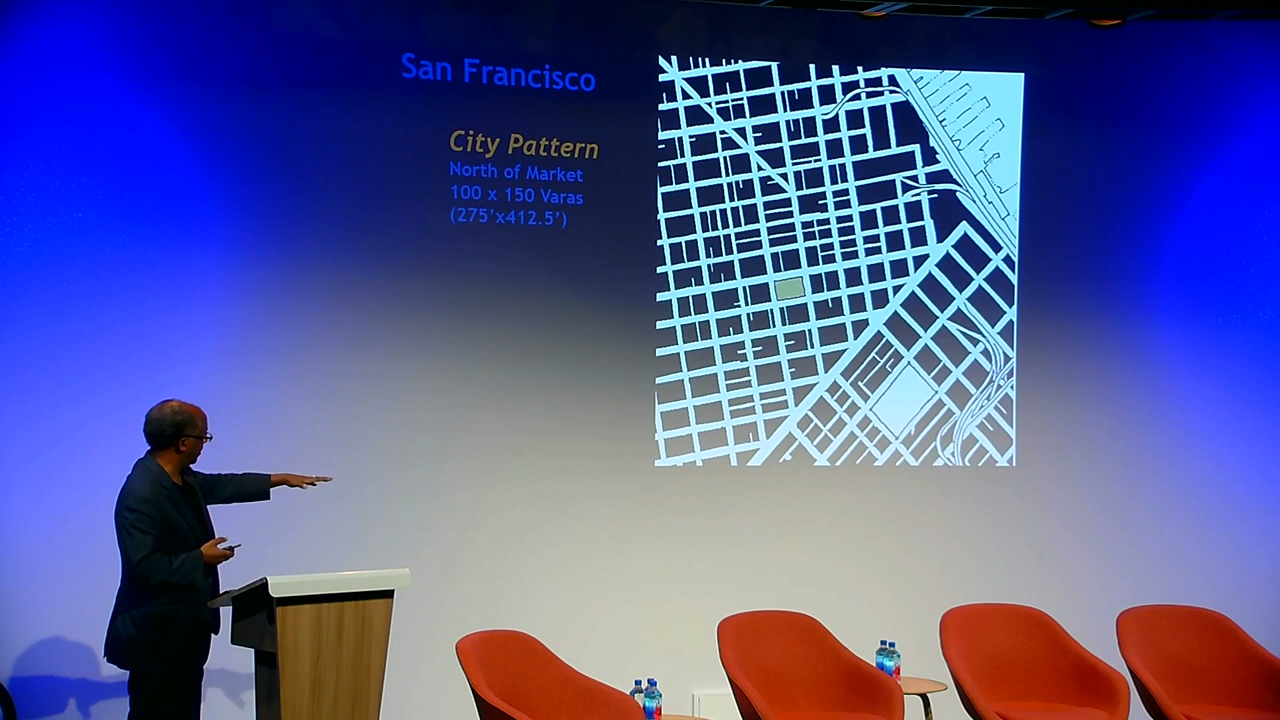 San Francisco
City Pattern
North of Market
100 x 150 Varas
(275'x412.5')